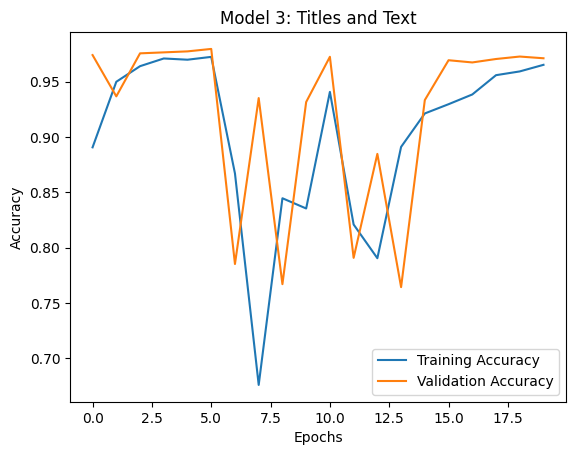 Model 3: Titles and Text
Accuracy
0.95
0.90
0.85
0.80
0.75
0.70
Training Accuracy
Validation Accuracy
0.0 2.5 5.0 7.5 10.0 12.5 15.0 17.5
Epochs